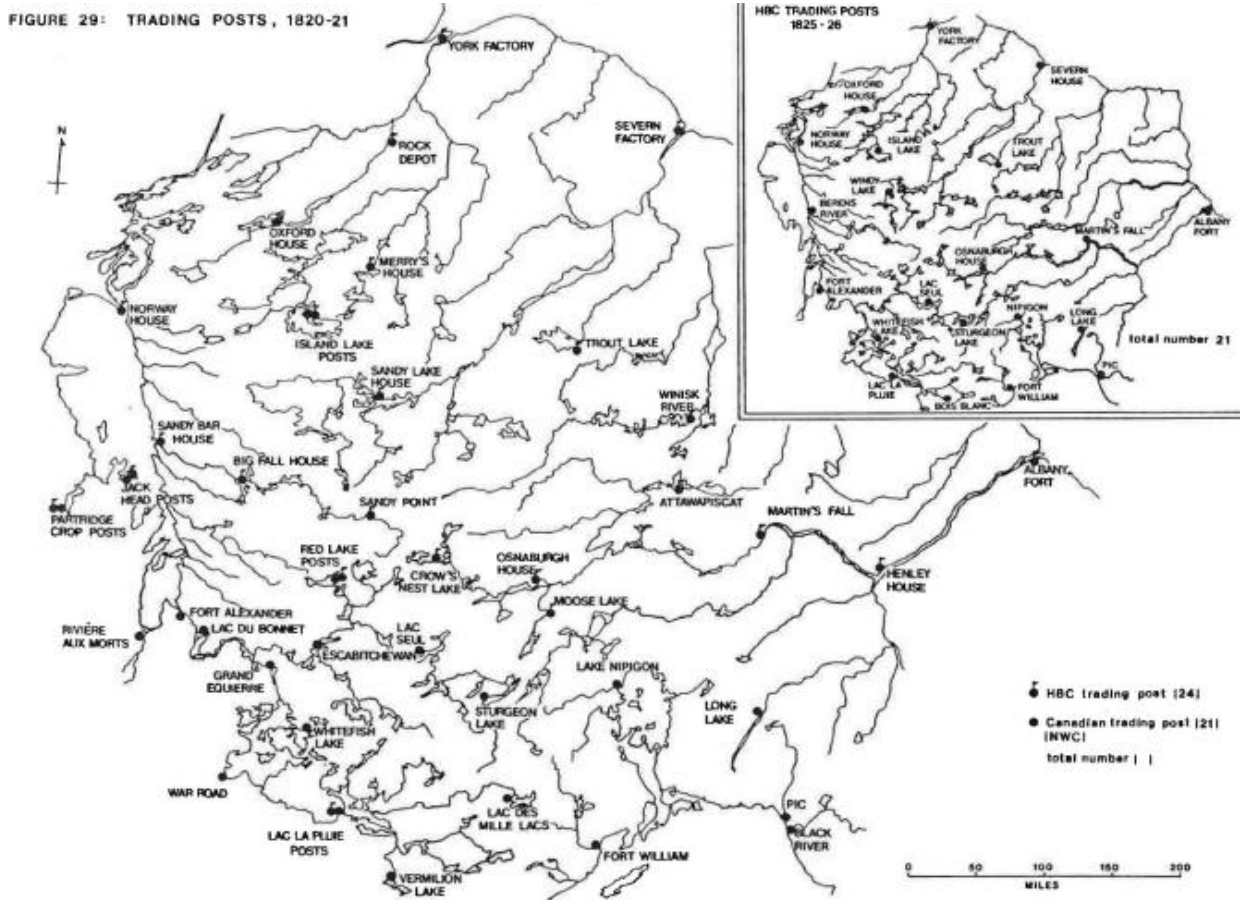 FIGURE 29: TRADING POSTS, 1820-21
YORK FACTORY
SEVERN FACTORY
ROCK
DEPOT
N
OXFORD
HOUSE
MERRY'S
HOUSE
NORWAY
HOUSE
ISLAND LAKE
POSTS
TROUT LAKE
SANDY LAKE
HOUSE
WINISK
RIVER
SANDY BAR
HOUSE
BIG FALL HOUSE
JACK
HEAD POSTS
SANDY POINT
ATTAWAPISCAT
ALBANY
FORT
PARTRIDGE
CROP POSTS
MARTIN'S FALL
RED LAKE
POSTS
CROW'S
NEST LAKE
OSNABURGH
HOUSE
HENLEY
HOUSE
FORT ALEXANDER
MOOSE LAKE
RIVIÈRE
AUX MORTS
LAC DU BONNET
LAC
SEUL
ESCABITCHEWAN
GRAND
EQUIERRE
LAKE NIPIGON
STURGEON
LAKE
LONG
LAKE
WHITEFISH
LAKE
WAR ROAD
LAC DES
MILLE LACS
PIC
BLACK
RIVER
LAC LA PLUIE
POSTS
FORT WILLIAM
VERMILION
LAKE
HBC trading post (24)
Canadian trading post (21)
(NWC)
total number ( )
0 50 100 150 200
MILES
HBC TRADING POSTS
1825-26
YORK
FACTORY
SEVERN
HOUSE
OXFORD
HOUSE
NORWAY
HOUSE
ISLAND
LAKE
TROUT
LAKE
WINDY
LAKE
BERENS
RIVER
ALBANY
FORT
MARTIN'S FALL
OSNABURGH
HOUSE
FORT
ALEXANDER
LAC
SEUL
NIPIGON
LONG
LAKE
WHITEFISH
LAKE
STURGEON
LAKE
total number 21
PIC
LAC LA
PLUIE
FORT
WILLIAM
BOIS BLANC